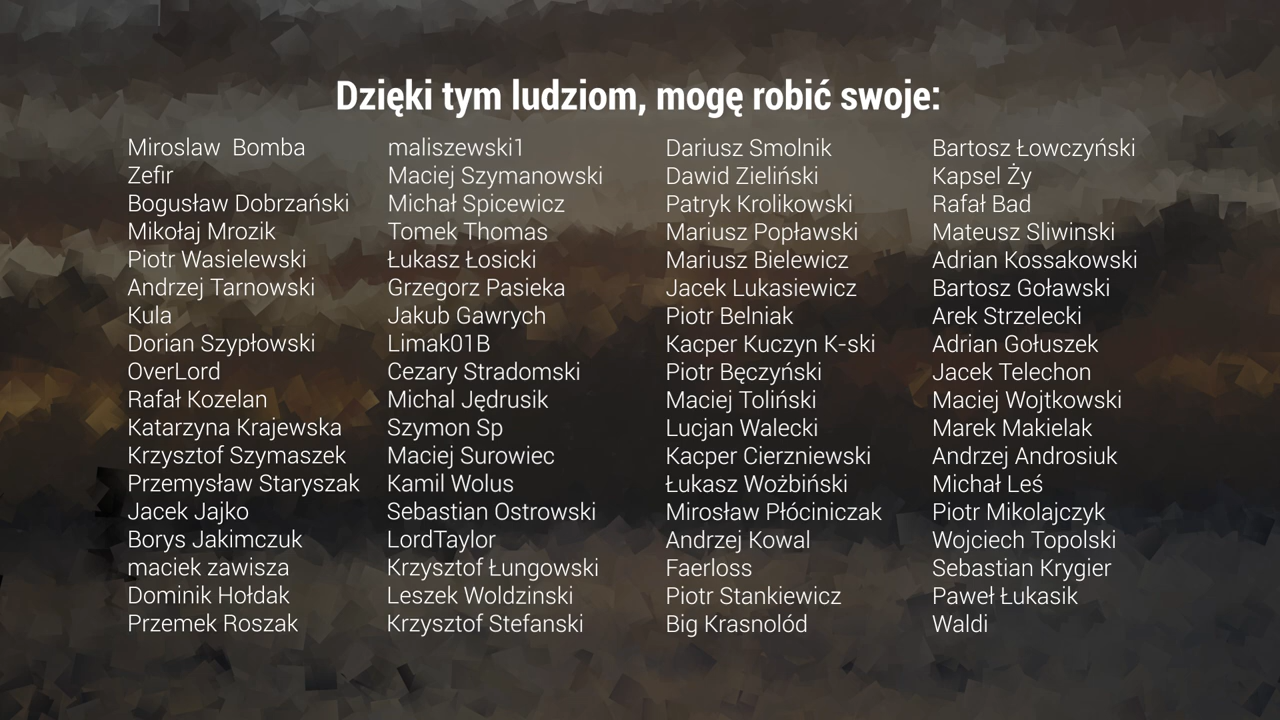 Dzięki tym ludziom, mogę robić swoje:
Miroslaw  Bomba
Zefir
Bogusław Dobrzański
Mikołaj Mrozik
Piotr Wasielewski
Andrzej Tarnowski
Kula
Dorian Szypłowski
OverLord
Rafał Kozelan
Katarzyna Krajewska
Krzysztof Szymaszek
Przemysław Staryszak
Jacek Jajko
Borys Jakimczuk
maciek zawisza
Dominik Hołdak
Przemek Roszak
maliszewski1
Maciej Szymanowski
Michał Spicewicz
Tomek Thomas
Łukasz Łosicki
Grzegorz Pasieka
Jakub Gawrych
Limak01B
Cezary Stradomski
Michal Jędrusik
Szymon Sp
Maciej Surowiec
Kamil Wolus
Sebastian Ostrowski
LordTaylor
Krzysztof Łungowski
Leszek Woldzinski
Krzysztof Stefanski
Dariusz Smolnik
Dawid Zieliński
Patryk Krolikowski
Mariusz Popławski
Mariusz Bielewicz
Jacek Lukasiewicz
Piotr Belniak
Kacper Kuczyn K-ski
Piotr Bęczyński
Maciej Toliński
Lucjan Walecki
Kacper Cierzniewski
Łukasz Wożbiński
Mirosław Płóciniczak
Andrzej Kowal
Faerloss
Piotr Stankiewicz
Big Krasnolód
Bartosz Łowczyński
Kapsel Ży
Rafał Bad
Mateusz Sliwinski
Adrian Kossakowski
Bartosz Goławski
Arek Strzelecki
Adrian Gołuszek
Jacek Telechon
Maciej Wojtkowski
Marek Makielak
Andrzej Androsiuk
Michał Leś
Piotr Mikolajczyk
Wojciech Topolski
Sebastian Krygier
Paweł Łukasik
Waldi